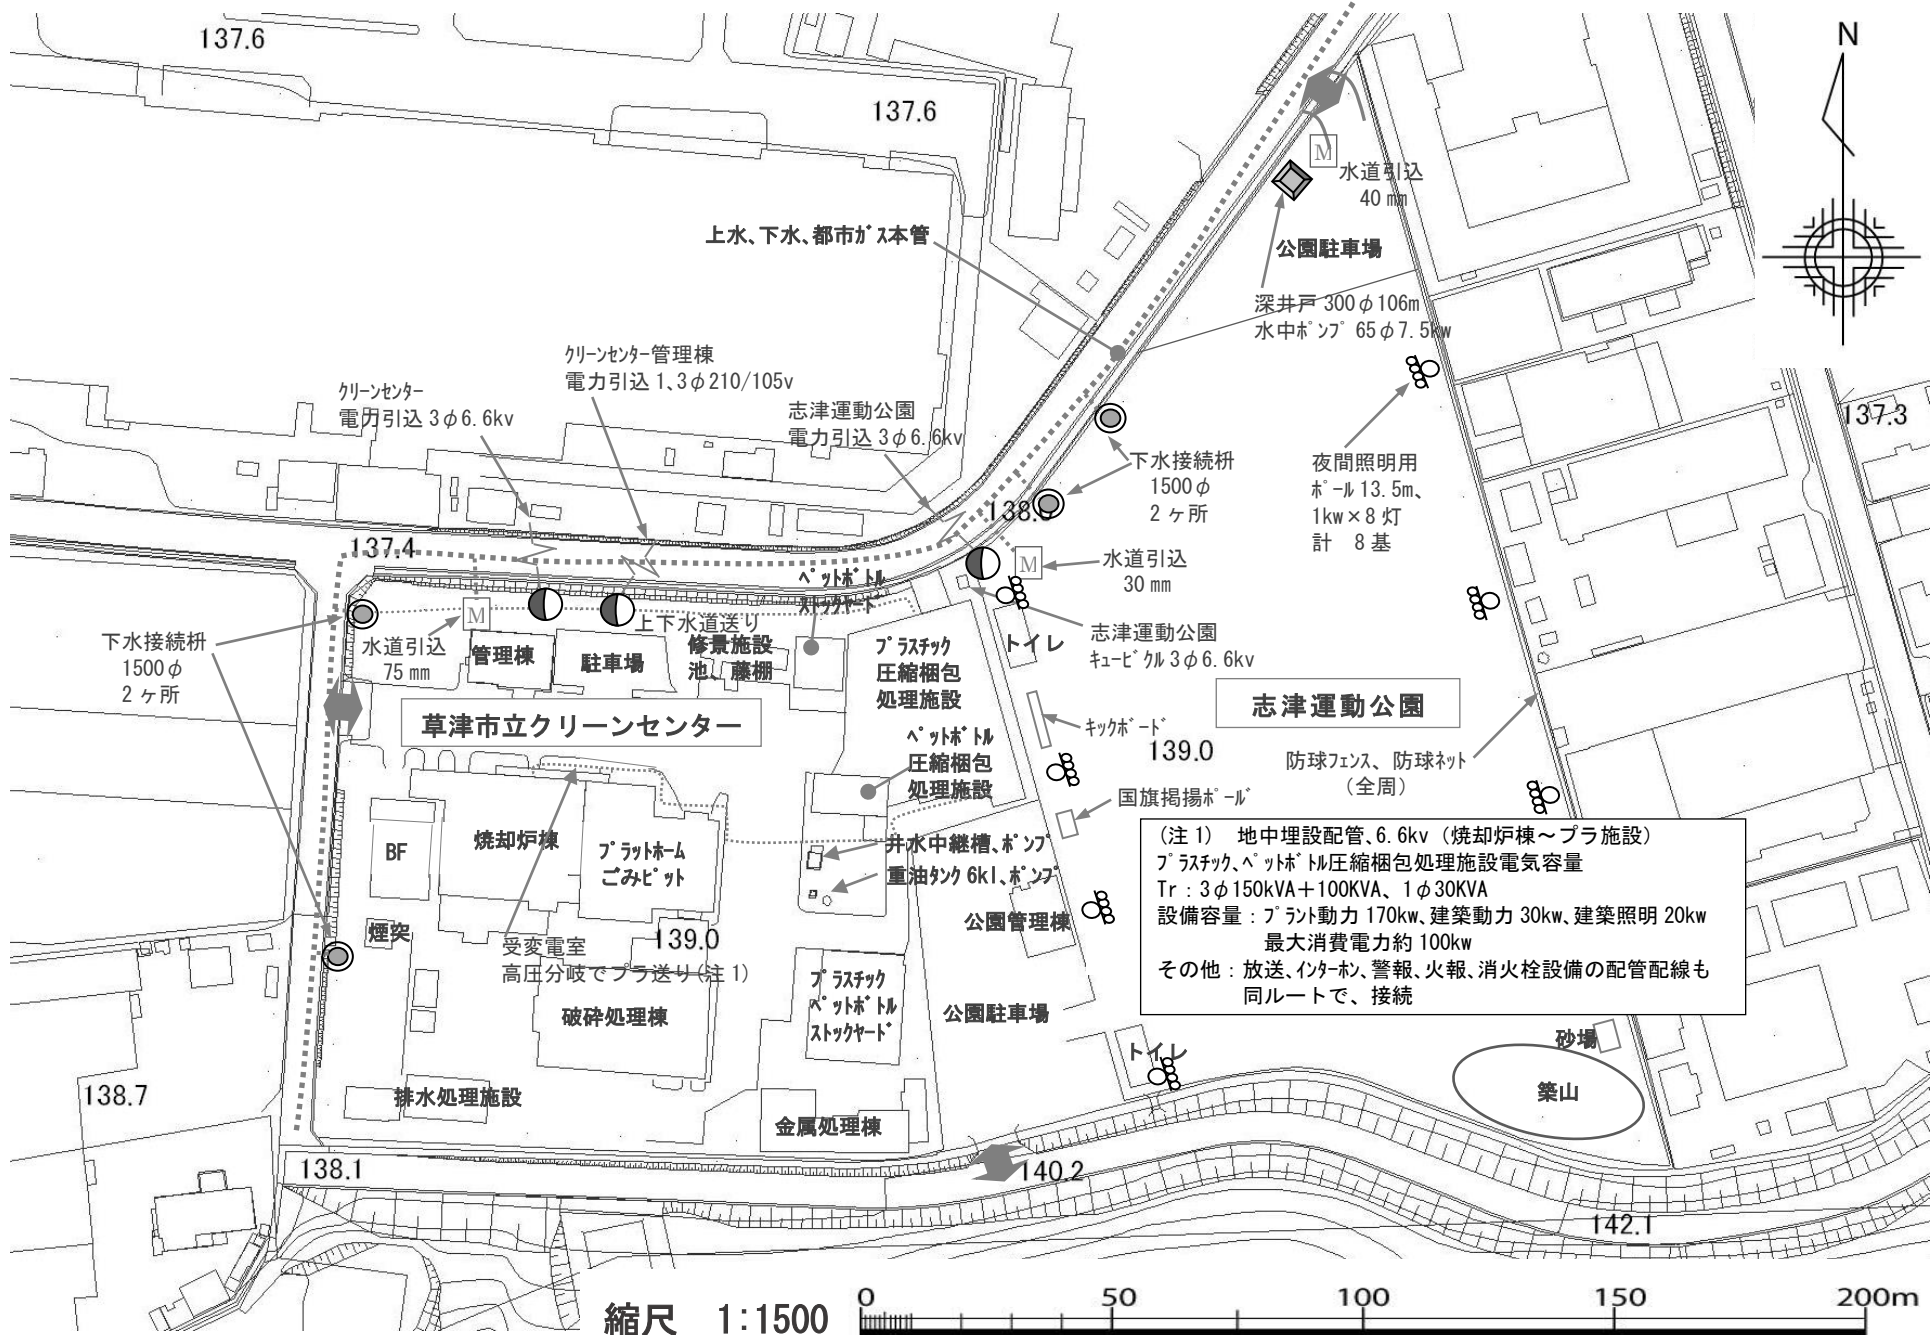 137.6
N
137.6
M
水道引込
40 mm
上水、下水、都市ガス本管
公園駐車場
深井戸 300φ106m
水中ポンプ 65φ7.5kw
クリーンセンター管理棟
電力引込 1、3φ210/105v
クリーンセンター
電力引込 3φ6.6kv
志津運動公園
電力引込 3φ6.6kv
137.3
下水接続枡
1500φ
2 ヶ所
夜間照明用
ポール 13.5m、
1kw×8 灯
計 8 基
137.4
M
水道引込
30 mm
ペットボトル
ストックヤード
下水接続枡
1500φ
2 ヶ所
M
水道引込
75 mm
上下水道送り
管理棟
駐車場
修景施設
池、藤棚
プラスチック
圧縮梱包
処理施設
トイレ
志津運動公園
キュービクル 3φ6.6kv
草津市立クリーンセンター
志津運動公園
キックボード
139.0
ペットボトル
圧縮梱包
処理施設
防球フェンス、防球ネット
（全周）
国旗掲揚ポール
BF
焼却炉棟
プラットホーム
ごみピット
井水中継槽、ポンプ
重油タンク 6kl、ポンプ
(注 1) 地中埋設配管、6.6kv（焼却炉棟～プラ施設）
プラスチック、ペットボトル圧縮梱包処理施設電気容量
Tr：3φ150kVA＋100KVA、1φ30KVA
設備容量：プラント動力 170kw、建築動力 30kw、建築照明 20kw
最大消費電力約 100kw
その他：放送、インターホン、警報、火報、消火栓設備の配管配線も
同ルートで、接続
公園管理棟
煙突
139.0
受変電室
高圧分岐でプラ送り(注 1)
プラスチック
ペットボトル
ストックヤード
破砕処理棟
公園駐車場
トイレ
砂場
築山
138.7
排水処理施設
金属処理棟
138.1
140.2
142.1
縮尺 1:1500
0 50 100 150 200m